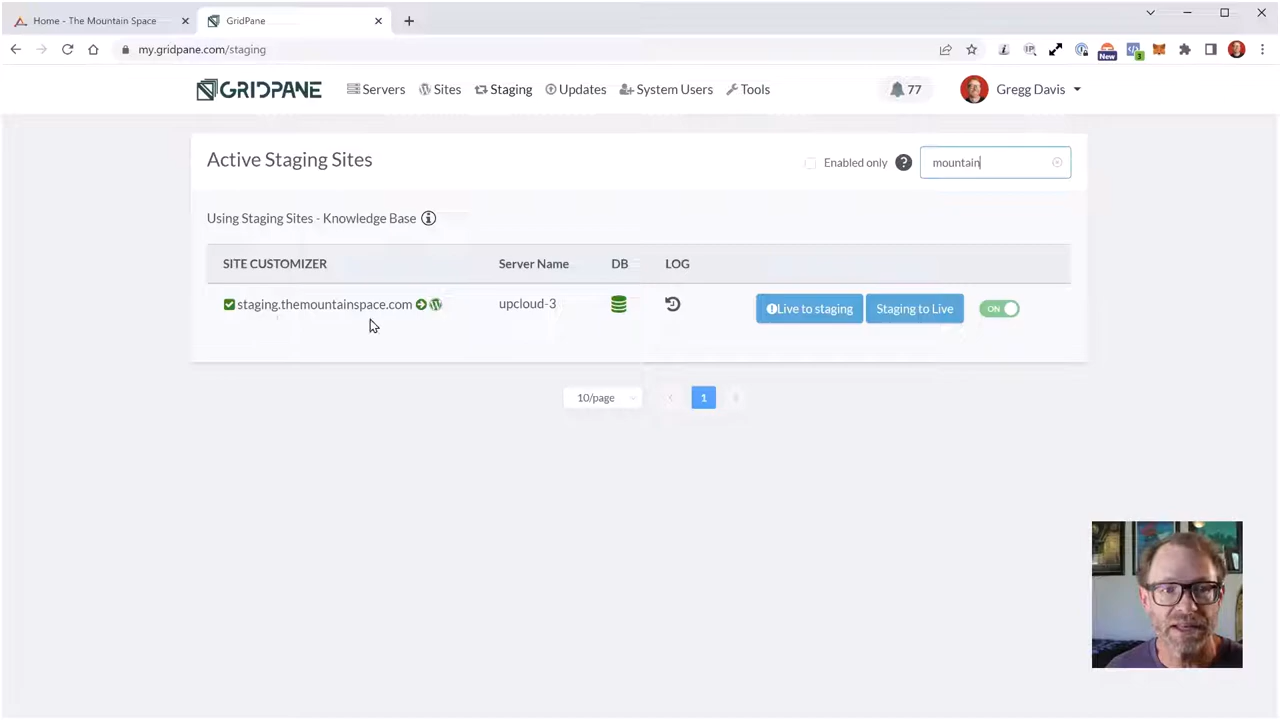 Home - The Mountain Space
GridPane
my.gridpane.com/staging
New
3
GRIDPANE
Servers
Sites
Staging
Updates
System Users
Tools
77
Gregg Davis
Active Staging Sites
Enabled only
mountain
Using Staging Sites - Knowledge Base
SITE CUSTOMIZER
Server Name
DB
LOG
staging.themountainspace.com
upcloud-3
Live to staging
Staging to Live
ON
10/page
1